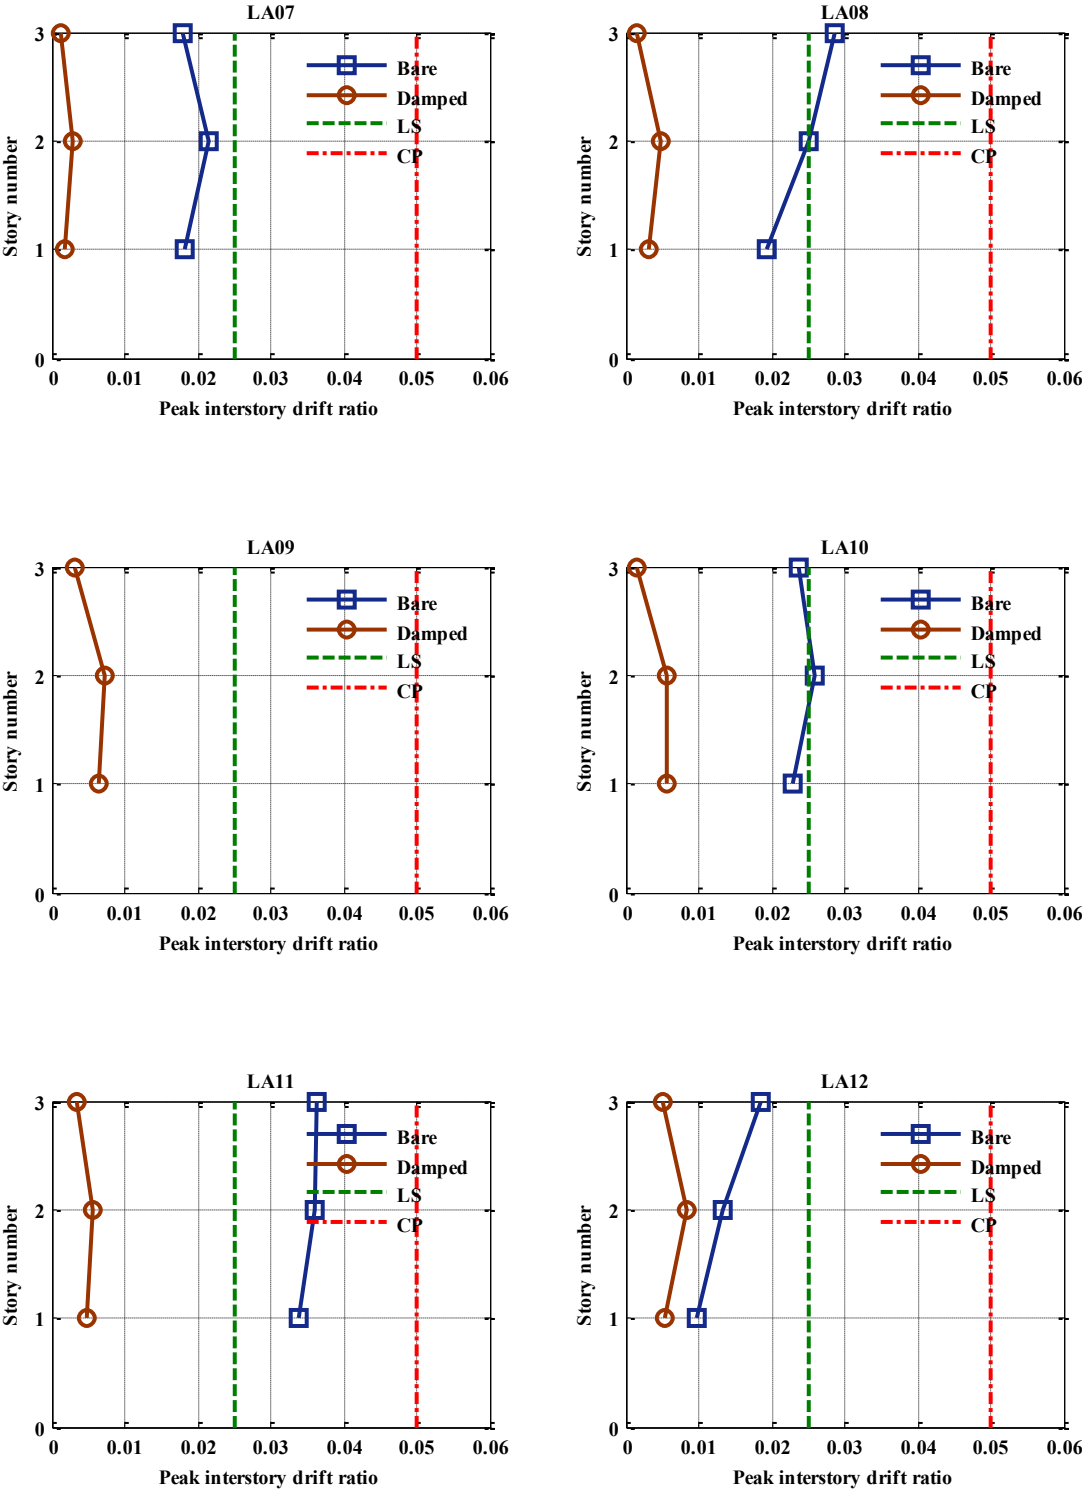 LA07
3
2
1
0
Story number
Bare
Damped
LS
CP
0 0.01 0.02 0.03 0.04 0.05 0.06
Peak interstory drift ratio
LA08
3
2
1
0
Story number
Bare
Damped
LS
CP
0 0.01 0.02 0.03 0.04 0.05 0.06
Peak interstory drift ratio
LA09
3
2
1
0
Story number
Bare
Damped
LS
CP
0 0.01 0.02 0.03 0.04 0.05 0.06
Peak interstory drift ratio
LA10
3
2
1
0
Story number
Bare
Damped
LS
CP
0 0.01 0.02 0.03 0.04 0.05 0.06
Peak interstory drift ratio
LA11
3
2
1
0
Story number
Bare
Damped
LS
CP
0 0.01 0.02 0.03 0.04 0.05 0.06
Peak interstory drift ratio
LA12
3
2
1
0
Story number
Bare
Damped
LS
CP
0 0.01 0.02 0.03 0.04 0.05 0.06
Peak interstory drift ratio